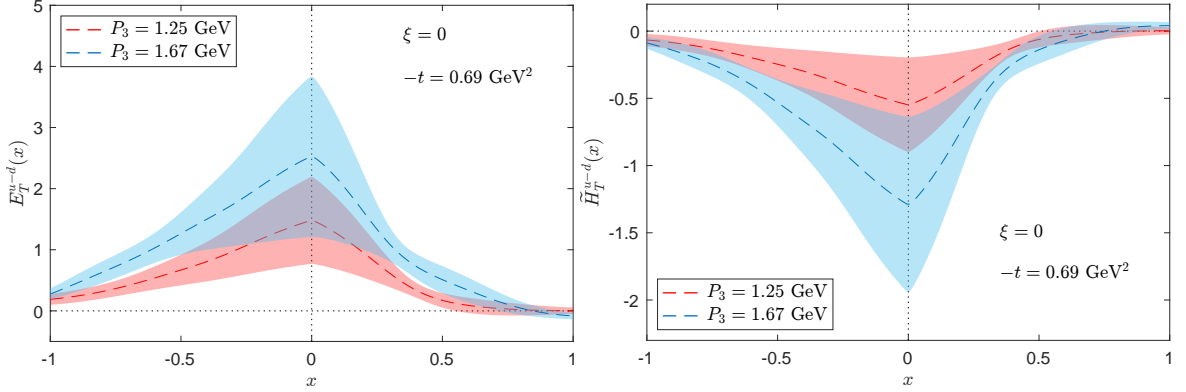 P₃ = 1.25 GeV
P₃ = 1.67 GeV
ξ = 0
−t = 0.69 GeV²
5
4
3
2
1
0
E_T^{u−d}(x)
-1
-0.5
0
0.5
1
x
0
-0.5
-1
-1.5
-2
H̃_T^{u−d}(x)
ξ = 0
−t = 0.69 GeV²
P₃ = 1.25 GeV
P₃ = 1.67 GeV
-1
-0.5
0
0.5
1
x